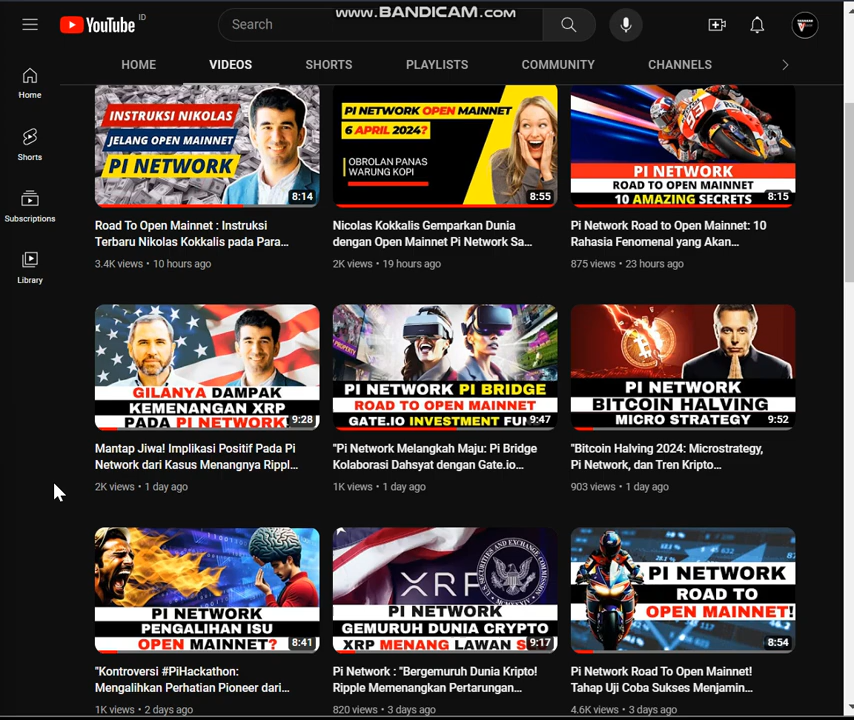 WWW.BANDICAM.COM
YouTube ID
Search
HOME
VIDEOS
SHORTS
PLAYLISTS
COMMUNITY
CHANNELS
Home
Shorts
Subscriptions
Library
INSTRUKSI NIKOLAS
JELANG OPEN MAINNET
PI NETWORK
8:14
Road To Open Mainnet : Instruksi
Terbaru Nikolas Kokkalis pada Para...
3.4K views • 10 hours ago
PI NETWORK OPEN MAINNET
6 APRIL 2024?
OBROLAN PANAS
WARUNG KOPI
8:55
Nicolas Kokkalis Gemparkan Dunia
dengan Open Mainnet Pi Network Sa...
2K views • 19 hours ago
93
PI NETWORK
ROAD TO OPEN MAINNET
10 AMAZING SECRETS
8:15
Pi Network Road to Open Mainnet: 10
Rahasia Fenomenal yang Akan...
875 views • 23 hours ago
GILANYA DAMPAK
KEMENANGAN XRP
PADA PI NETWORK!
9:28
Mantap Jiwa! Implikasi Positif Pada Pi
Network dari Kasus Menangnya Rippl...
2K views • 1 day ago
PI NETWORK PI BRIDGE
ROAD TO OPEN MAINNET
GATE.IO INVESTMENT FUN
9:47
"Pi Network Melangkah Maju: Pi Bridge
Kolaborasi Dahsyat dengan Gate.io...
1K views • 1 day ago
PI NETWORK
BITCOIN HALVING
MICRO STRATEGY
9:52
"Bitcoin Halving 2024: Microstrategy,
Pi Network, dan Tren Kripto...
903 views • 1 day ago
PI NETWORK
PENGALIHAN ISU
OPEN MAINNET?
8:41
"Kontroversi #PiHackathon:
Mengalihkan Perhatian Pioneer dari...
1K views • 2 days ago
XRP
PI NETWORK
GEMURUH DUNIA CRYPTO
XRP MENANG LAWAN S
9:17
Pi Network : "Bergemuruh Dunia Kripto!
Ripple Memenangkan Pertarungan...
820 views • 3 days ago
PI NETWORK
ROAD TO
OPEN MAINNET!
8:54
Pi Network Road To Open Mainnet!
Tahap Uji Coba Sukses Menjamin...
4.6K views • 3 days ago